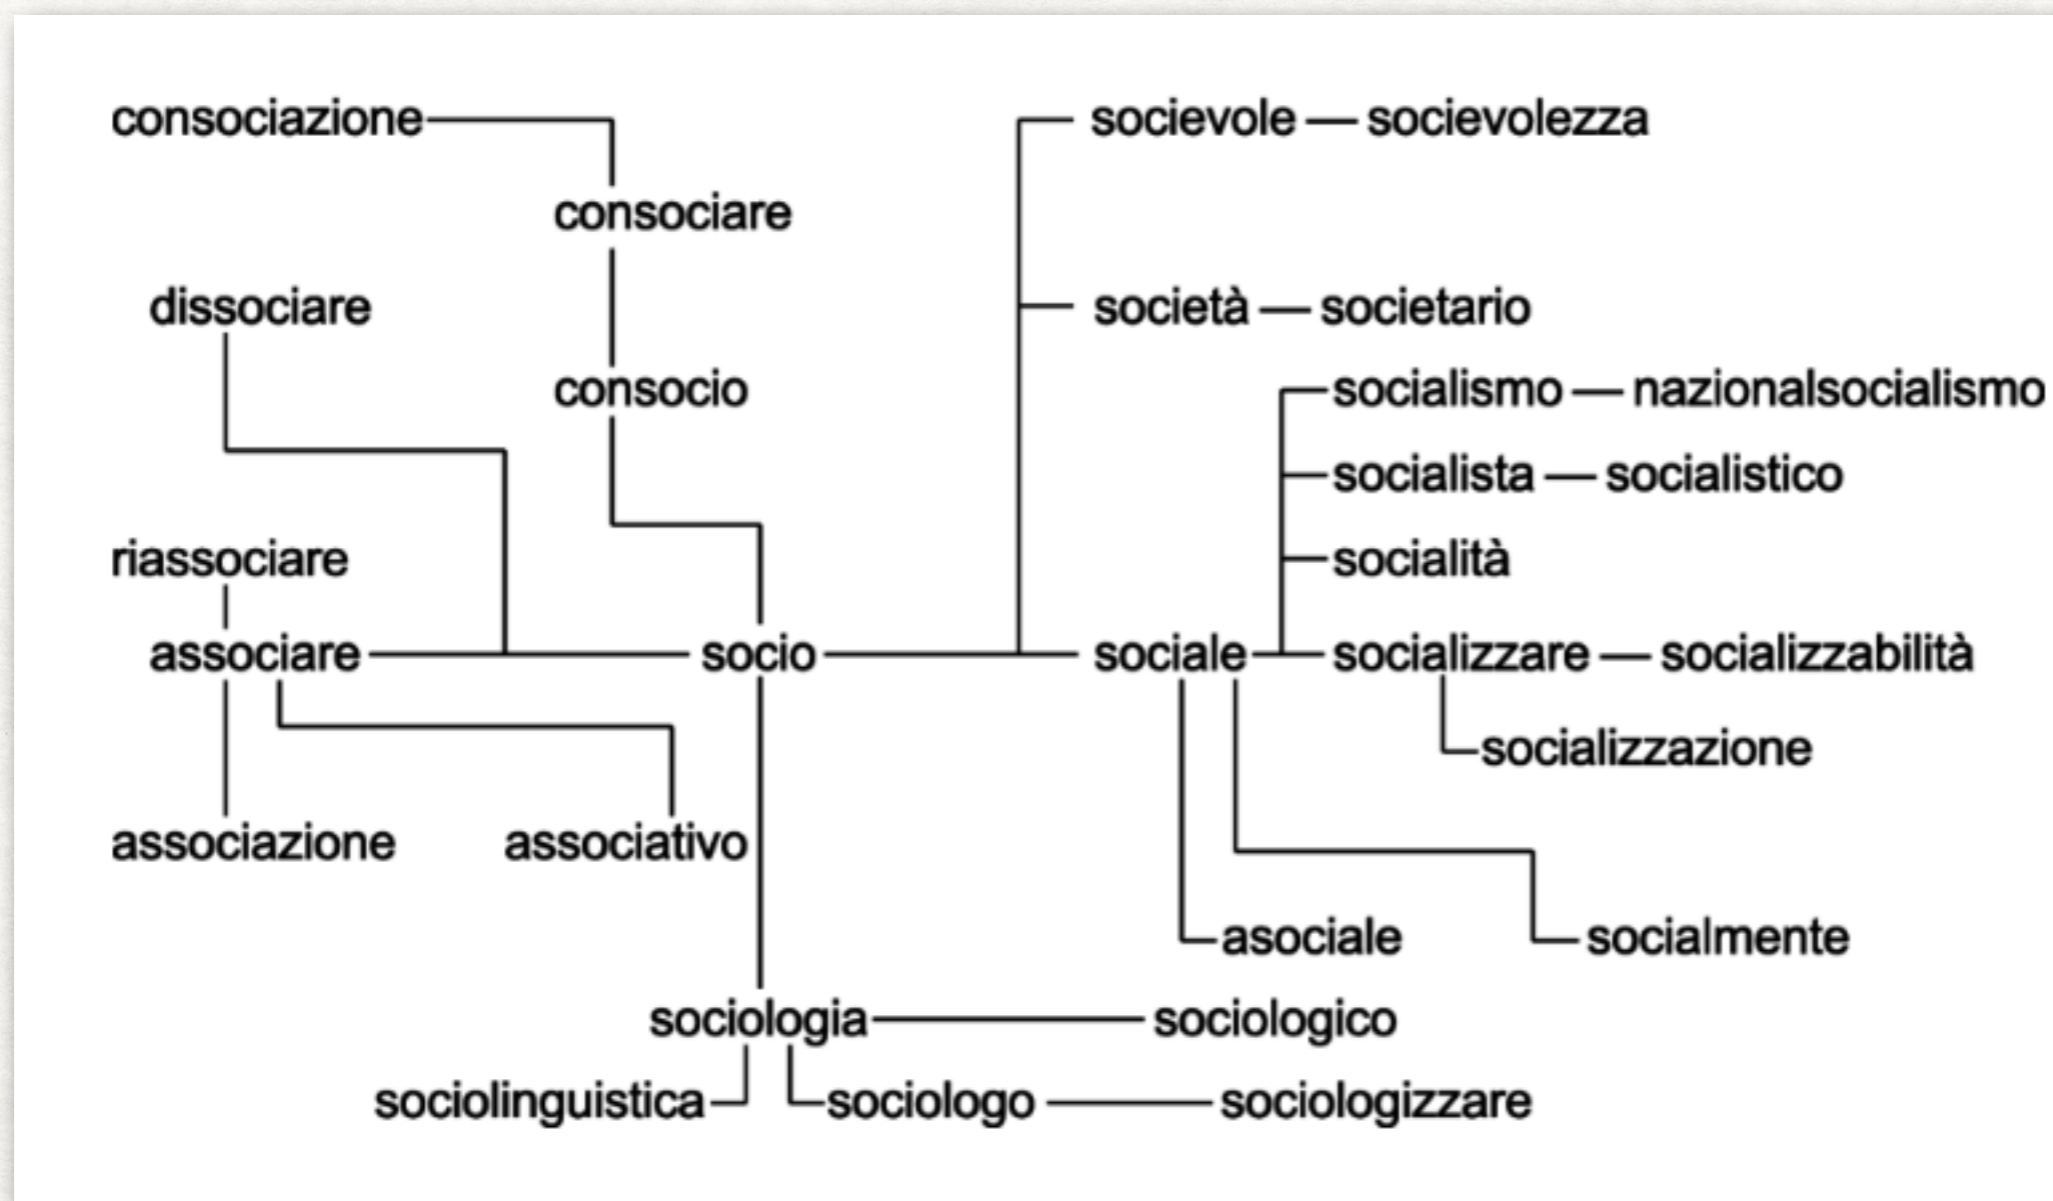 consociazione
socievole — socievolezza
consociare
dissociare
società — societario
consocio
socialismo — nazionalsocialismo
socialista — socialistico
riassociare
socialità
associare
socio
sociale
socializzare — socializzabilità
socializzazione
associazione
associativo
asociale
socialmente
sociologia
sociologico
sociolinguistica
sociologo
sociologizzare